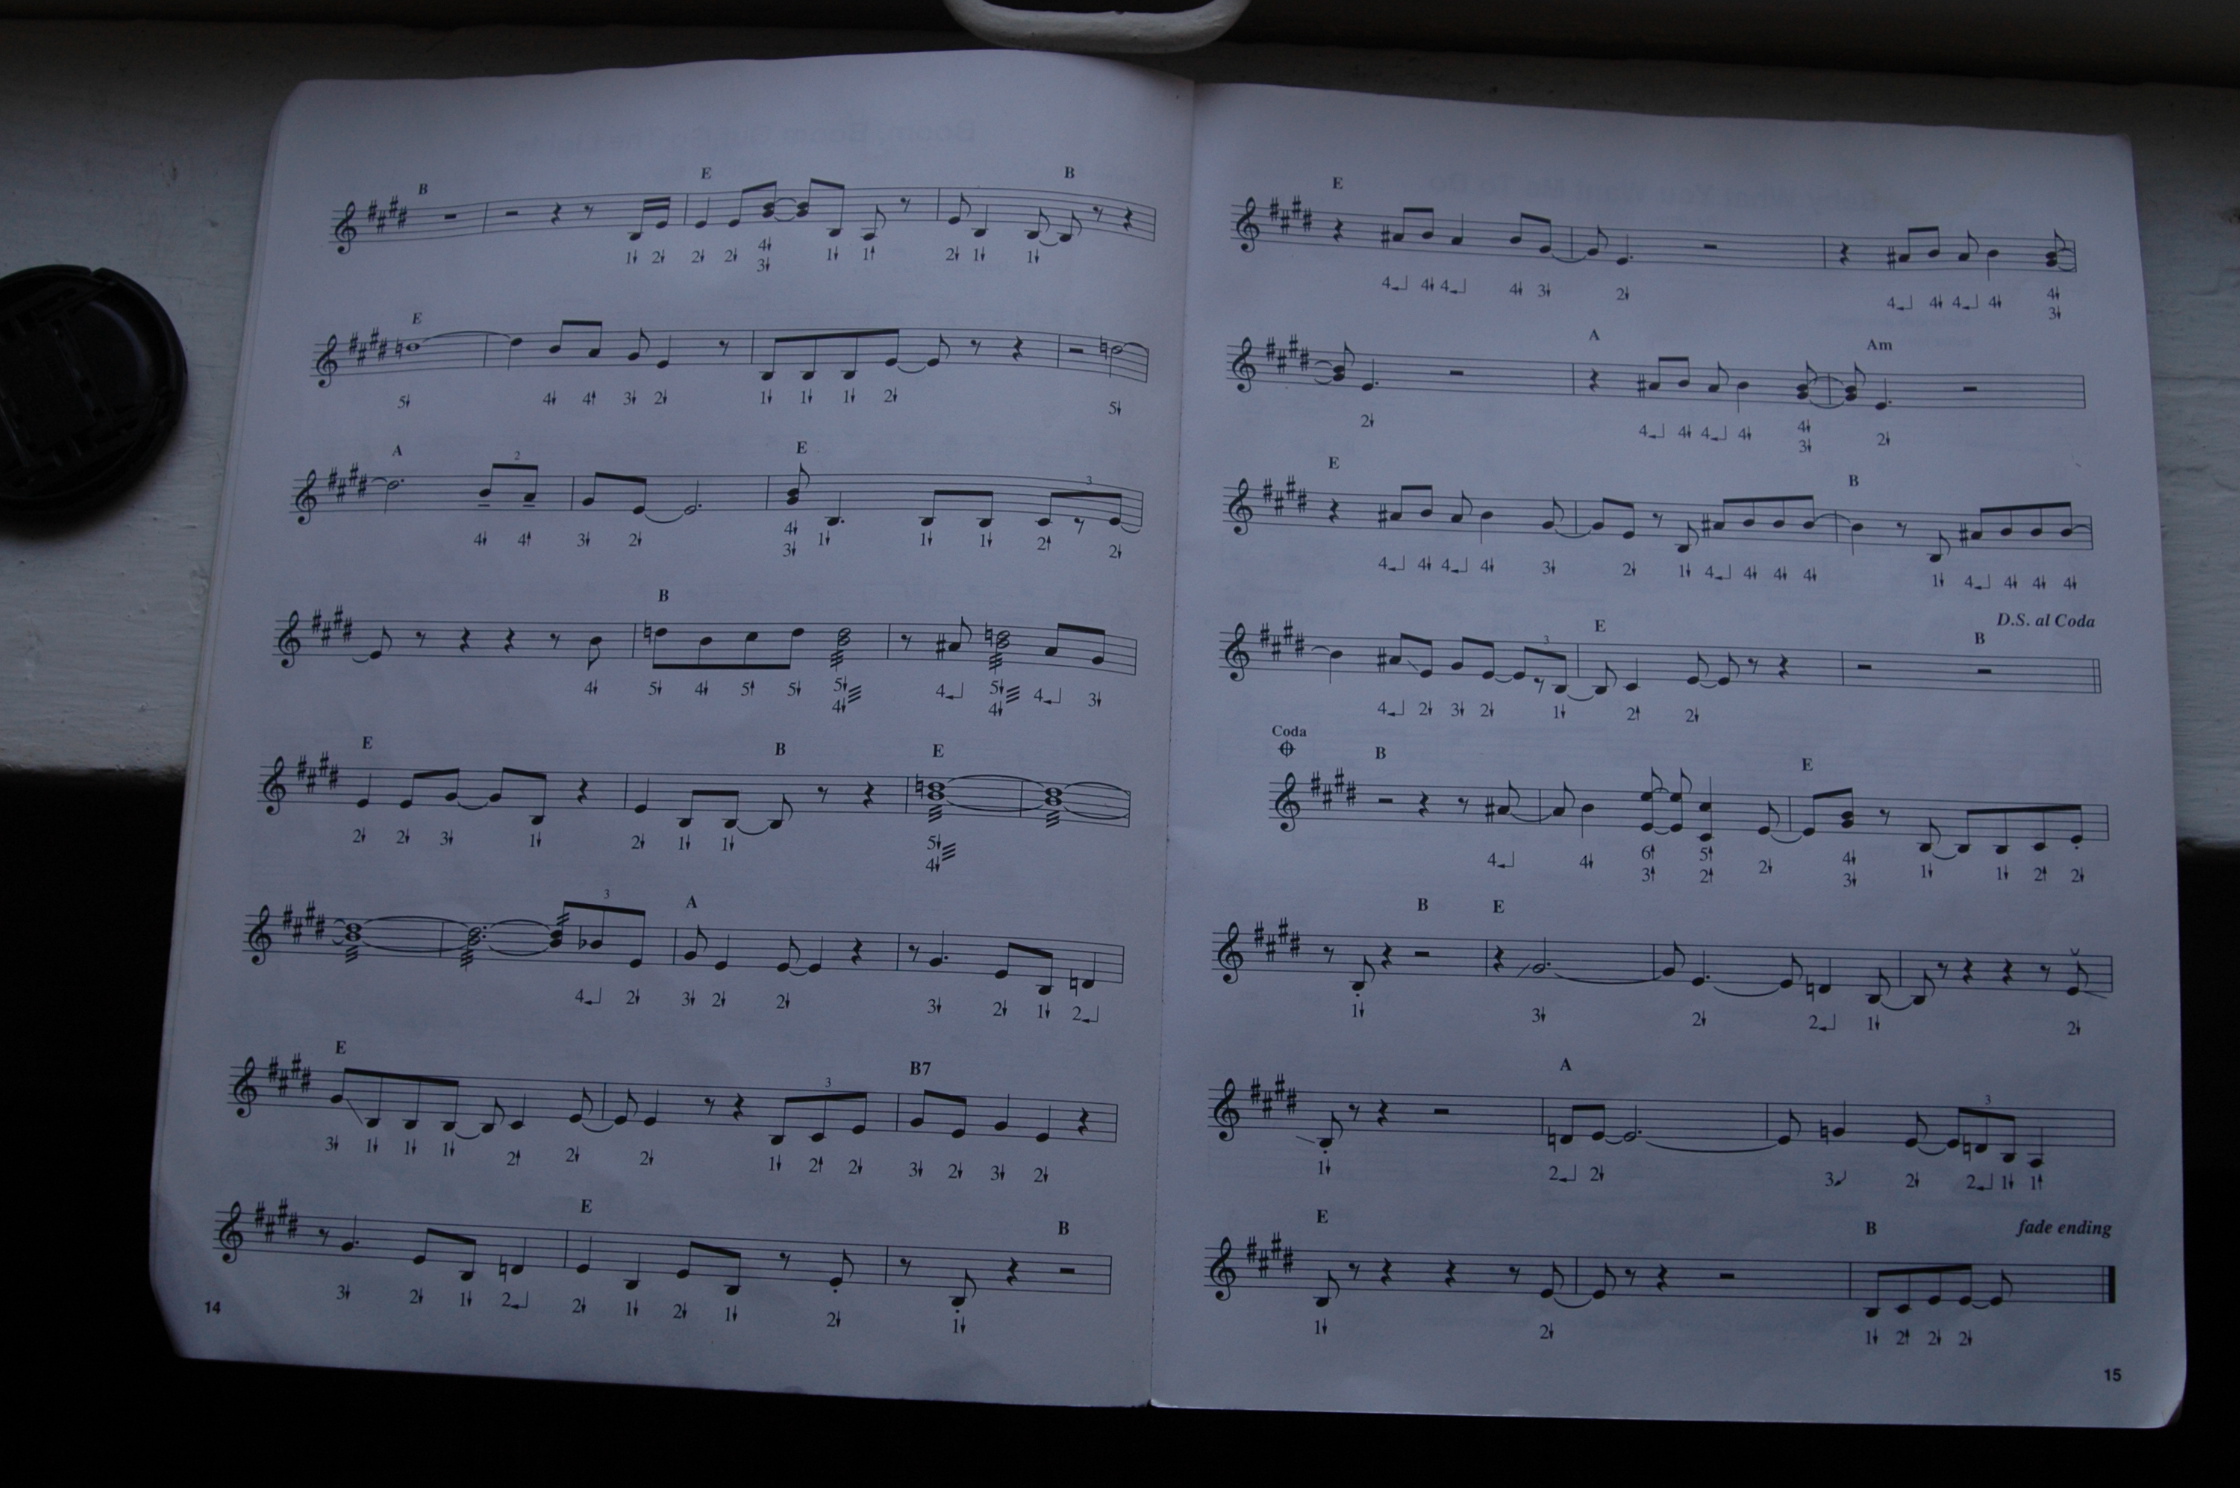 B E B
1↓ 2↓ 2↓ 2↓ 4↓ 1↓ 1↑ 2↓ 1↓ 1↓
3↓
E
5↓ 4↓ 4↑ 3↓ 2↓ 1↓ 1↓ 1↓ 2↓ 5↓
A 2 E 3
4↓ 4↑ 3↓ 2↓ 4↓ 1↓ 1↓ 1↓ 2↑ 2↓
3↓
B
4↓ 5↓ 4↓ 5↑ 5↓ 5↓ 4↲ 5↓ 4↲ 3↓
4↓ 4↓
E B E
2↓ 2↓ 3↓ 1↓ 2↓ 1↓ 1↓ 5↓
4↓
3 A
4↲ 2↓ 3↓ 2↓ 2↓ 3↓ 2↓ 1↓ 2↲
E 3 B7
3↓ 1↓ 1↓ 1↓ 2↑ 2↓ 2↓ 1↓ 2↑ 2↓ 3↓ 2↓ 3↓ 2↓
E B
3↓ 2↓ 1↓ 2↲ 2↓ 1↓ 2↓ 1↓ 2↓ 1↓
14
E
4↲ 4↓ 4↲ 4↓ 3↓ 2↓ 4↲ 4↓ 4↲ 4↓ 4↓
3↓
A Am
2↓ 4↲ 4↓ 4↲ 4↓ 4↓ 2↓
3↓
E B
4↲ 4↓ 4↲ 4↓ 3↓ 2↓ 1↓ 4↲ 4↓ 4↓ 4↓ 1↓ 4↲ 4↓ 4↓ 4↓
D.S. al Coda
3 E B
4↲ 2↓ 3↓ 2↓ 1↓ 2↑ 2↓
Coda
B E
4↲ 4↓ 6↑ 5↑ 2↓ 4↓ 1↓ 1↓ 2↑ 2↓
3↑ 2↑ 3↓
B E
1↓ 3↓ 2↓ 2↲ 1↓ 2↓
A 3
1↓ 2↲ 2↓ 3⤶ 2↓ 2↲ 1↓ 1↑
E B fade ending
1↓ 2↓ 1↓ 2↑ 2↓ 2↓
15